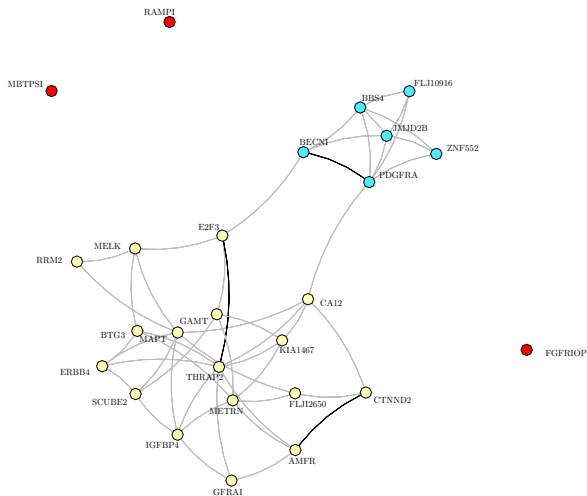 RAMPI
MBTPSI
FLJ10916
BBS4
JMJD2B
BECNI
ZNF552
PDGFRA
E2F3
MELK
RRM2
CA12
GAMT
BTG3
MAPT
KIA1467
FGFRIOP
ERBB4
THRAP2
SCUBE2
METRN
FLJI2650
CTNND2
IGFBP4
AMFR
GFRAI